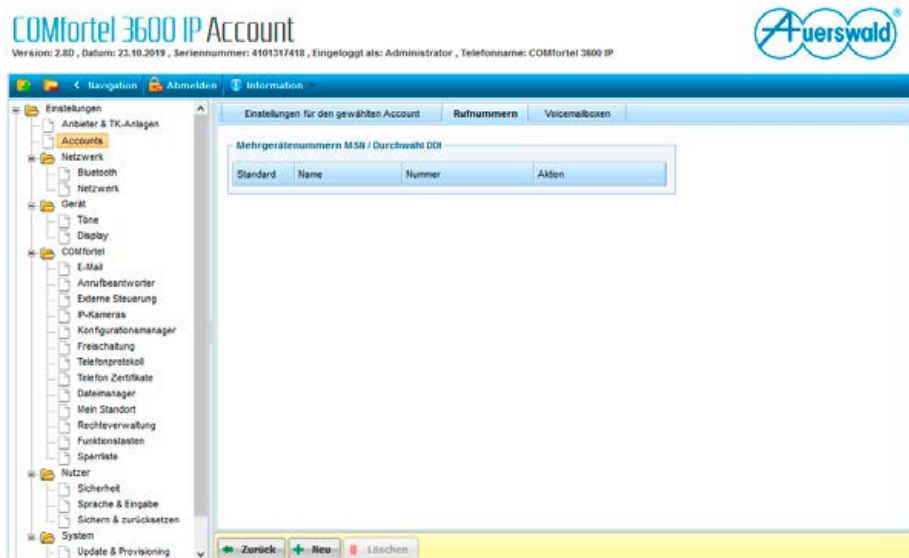 COMfortel 3600 IP Account
Version: 2.8D , Datum: 23.10.2019 , Seriennummer: 4101317418 , Eingeloggt als: Administrator , Telefonname: COMfortel 3600 IP
Auerswald
Navigation Abmelden Information
Einstellungen
Anbieter & TK-Anlagen
Accounts
Netzwerk
Bluetooth
Netzwerk
Gerät
Töne
Display
COMfortel
E-Mail
Anrufbeantworter
Externe Steuerung
IP-Kameras
Konfigurationsmanager
Freischaltung
Telefonprotokoll
Telefon Zertifikate
Dateimanager
Mein Standort
Rechteverwaltung
Funktionstasten
Sperrliste
Nutzer
Sicherheit
Sprache & Eingabe
Sichern & zurücksetzen
System
Update & Provisioning
Einstellungen für den gewählten Account Rufnummern Voicemailboxen
Mehrgerätenummern MSN / Durchwahl DDI
Standard Name Nummer Aktion
Zurück Neu Löschen